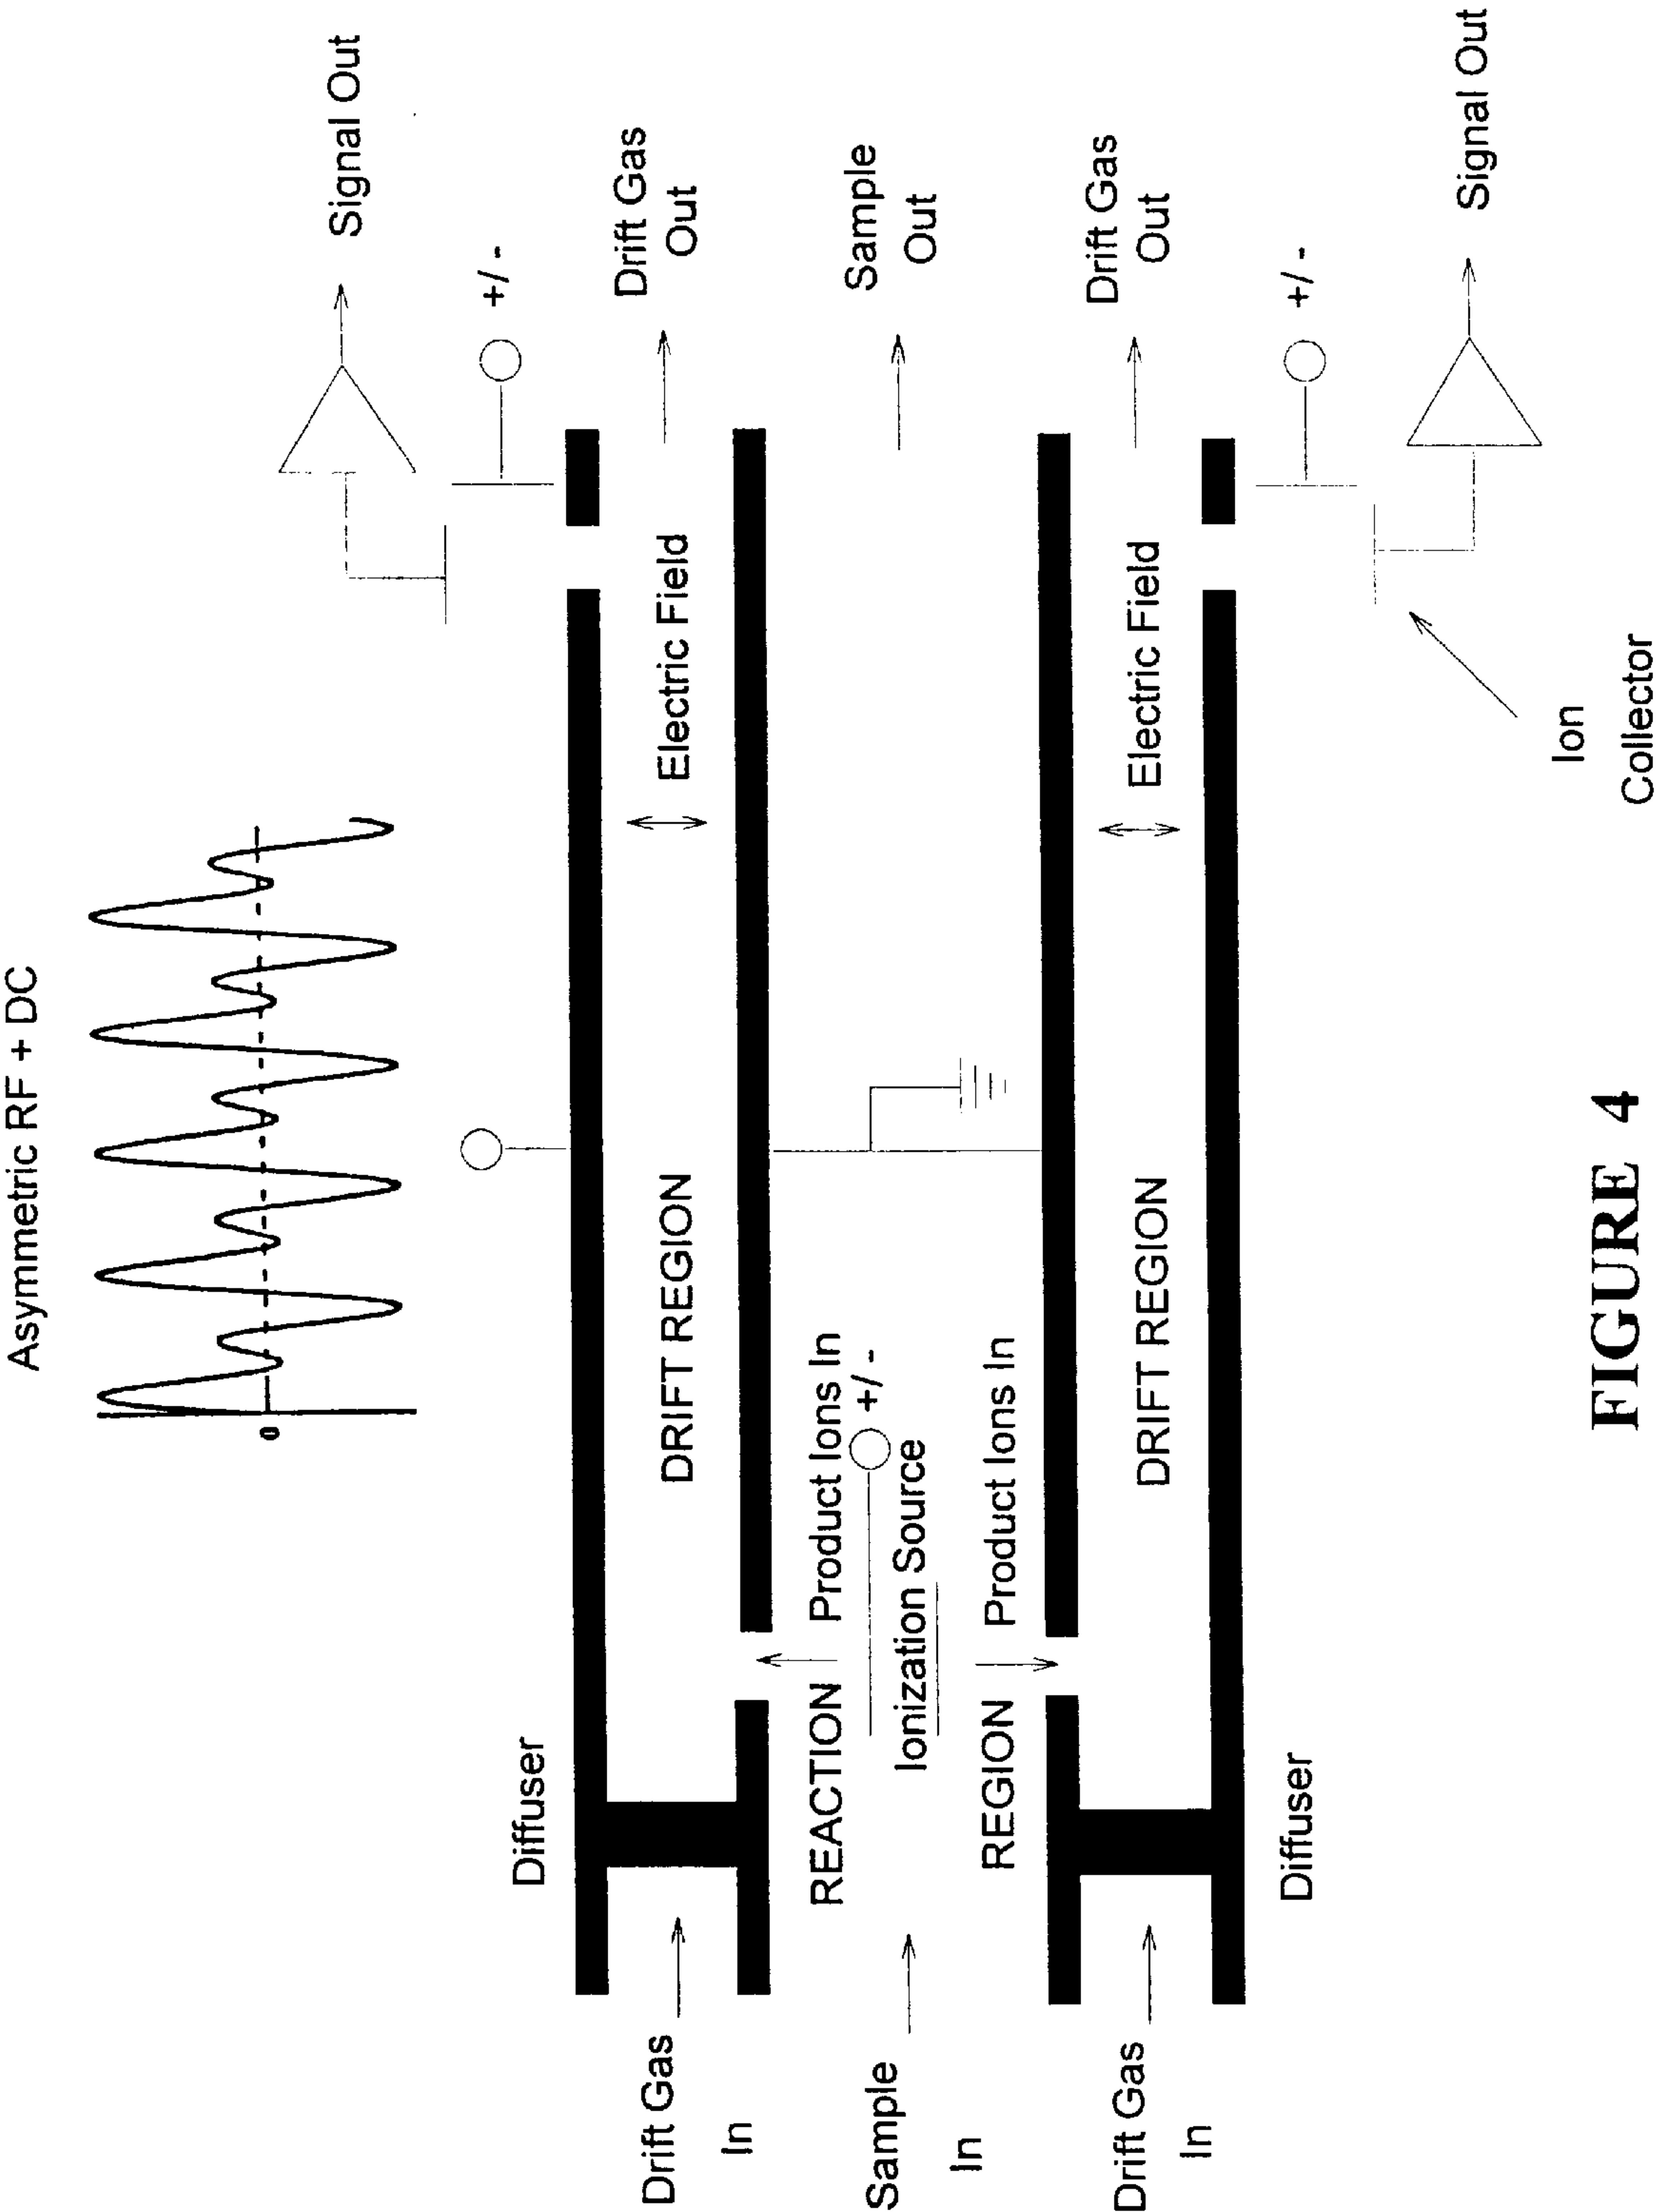 Asymmetric RF + DC
0
Signal Out
+/-
Diffuser
Drift Gas
In
DRIFT REGION
Electric Field
Drift Gas
Out
REACTION
Product Ions In
+/-
Sample
In
Ionization Source
Sample
Out
REGION
Product Ions In
Drift Gas
In
DRIFT REGION
Electric Field
Drift Gas
Out
Diffuser
+/-
Signal Out
Ion
Collector
FIGURE 4